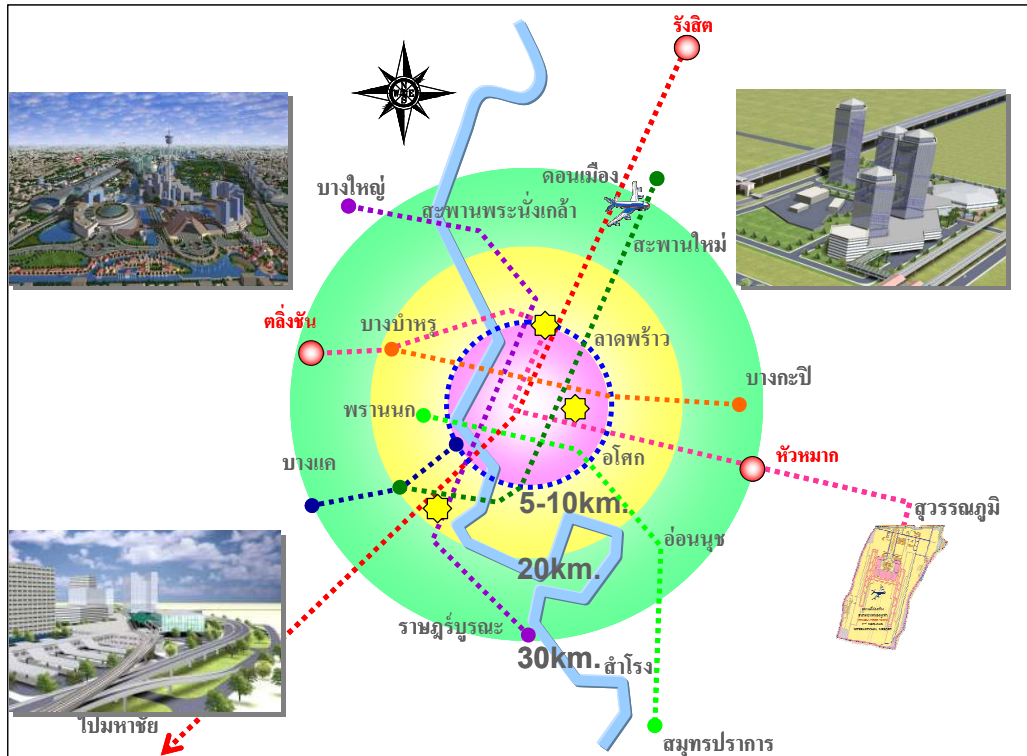 รังสิต
ดอนเมือง
บางใหญ่
สะพานพระนั่งเกล้า
สะพานใหม่
ตลิ่งชัน
บางบำหรุ
ลาดพร้าว
บางกะปิ
พรานนก
อโศก
หัวหมาก
บางแค
5-10km.
สุวรรณภูมิ
อ่อนนุช
20km.
ราษฎร์บูรณะ
30km.
สำโรง
ไปมหาชัย
สมุทรปราการ